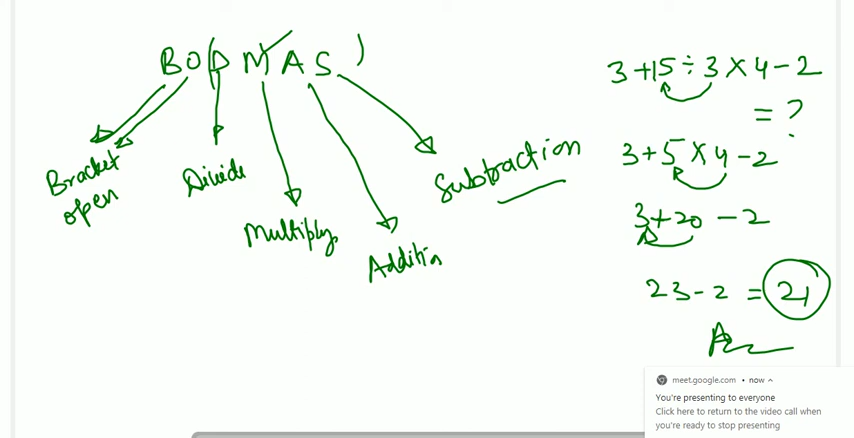 BODMAS
Bracket open
Divide
Multiply
Addition
Subtraction
3 + 15 ÷ 3 × 4 - 2
= ?
3 + 5 × 4 - 2
3 + 20 - 2
23 - 2 = 21
meet.google.com • now
You're presenting to everyone
Click here to return to the video call when
you're ready to stop presenting